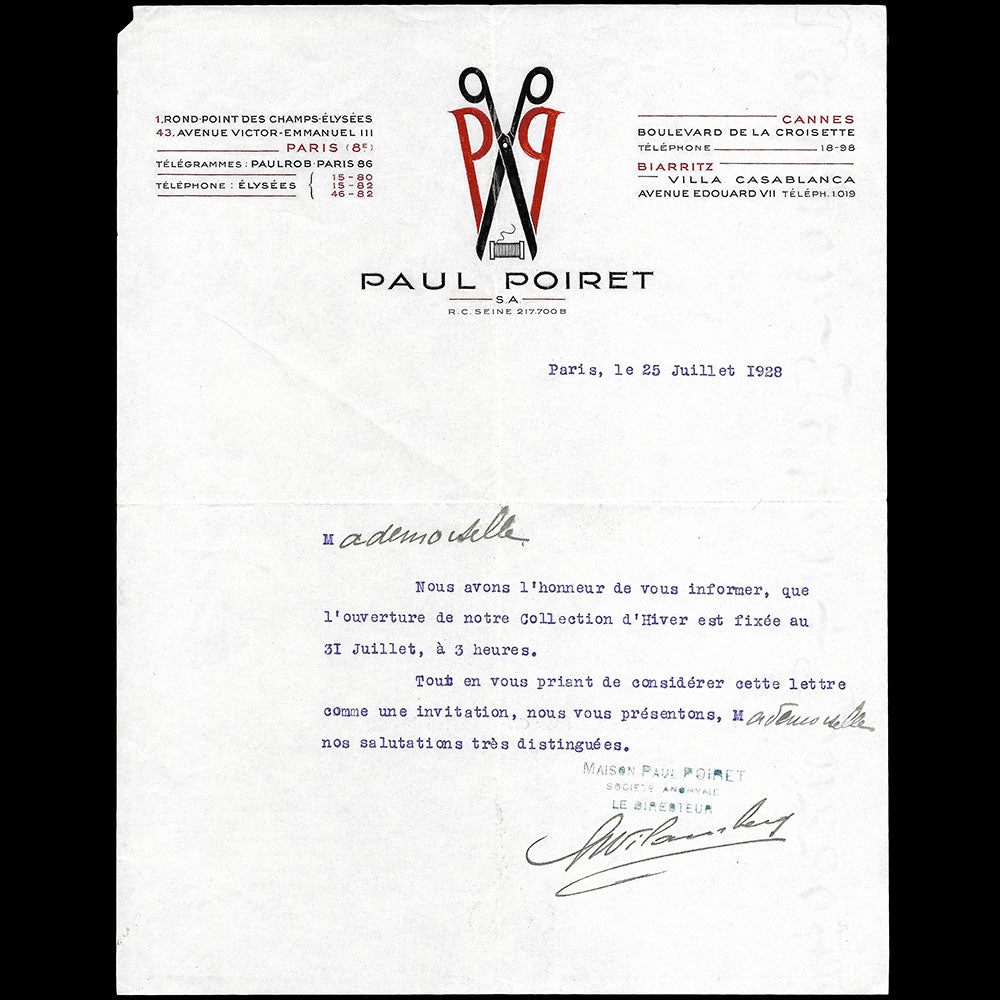 1.ROND-POINT DES CHAMPS-ÉLYSÉES
43.AVENUE VICTOR-EMMANUEL III
PARIS (8E)
TÉLÉGRAMMES : PAULROB-PARIS 86
TÉLÉPHONE : ÉLYSÉES { 15-80
15-82
46-82
PP
CANNES
BOULEVARD DE LA CROISETTE
TÉLÉPHONE 18-98
BIARRITZ
VILLA CASABLANCA
AVENUE EDOUARD VII TÉLÉPH. 1.019
PAUL POIRET
S.A.
R.C. SEINE 217.700 B
Paris, le 25 Juillet I928
Mademoiselle.
Nous avons l'honneur de vous informer, que
l'ouverture de notre Collection d'Hiver est fixée au
3I Juillet, à 3 heures.
Tout en vous priant de considérer cette lettre
comme une invitation, nous vous présentons, Mademoiselle
nos salutations très distinguées.
MAISON PAUL POIRET
SOCIÉTÉ ANONYME
LE DIRECTEUR